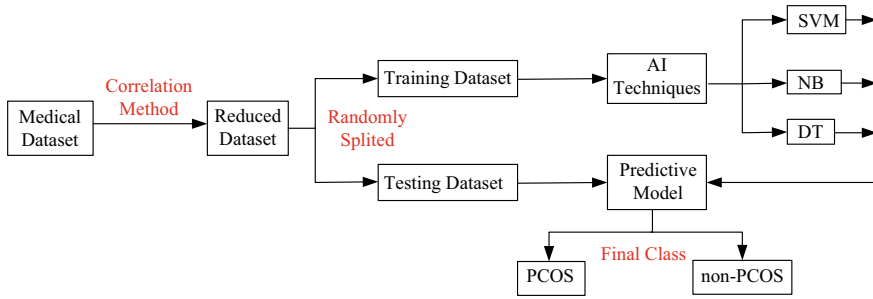 SVM
Training Dataset
AI
Techniques
NB
DT
Correlation
Method
Medical
Dataset
Reduced
Dataset
Randomly
Splited
Testing Dataset
Predictive
Model
Final Class
PCOS
non-PCOS